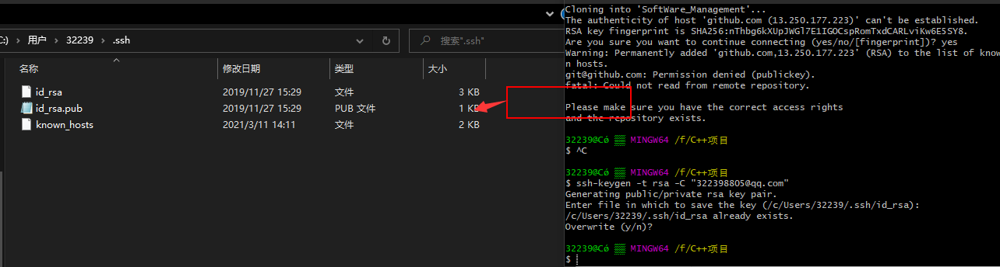 :C:) 用户 32239 .ssh
搜索".ssh"
修改日期 类型 大小
id_rsa 2019/11/27 15:29 文件 3 KB
id_rsa.pub 2019/11/27 15:29 PUB 文件 1 KB
known_hosts 2021/3/11 14:11 文件 2 KB
Cloning into 'SoftWare_Management'...
The authenticity of host 'github.com (13.250.177.223)' can't be established.
RSA key fingerprint is SHA256:nThbg6kXUpJWGl7E1IGOCspRomTxdCARLviKw6E5SY8.
Are you sure you want to continue connecting (yes/no/[fingerprint])? yes
Warning: Permanently added 'github.com,13.250.177.223' (RSA) to the list of know
n hosts.
git@github.com: Permission denied (publickey).
fatal: Could not read from remote repository.
Please make sure you have the correct access rights
and the repository exists.
32239@Cǿ ▒▒ MINGW64 /f/C++项目
$ ^C
32239@Cǿ ▒▒ MINGW64 /f/C++项目
$ ssh-keygen -t rsa -C "322398805@qq.com"
Generating public/private rsa key pair.
Enter file in which to save the key (/c/Users/32239/.ssh/id_rsa):
/c/Users/32239/.ssh/id_rsa already exists.
Overwrite (y/n)?
32239@Cǿ ▒▒ MINGW64 /f/C++项目
$